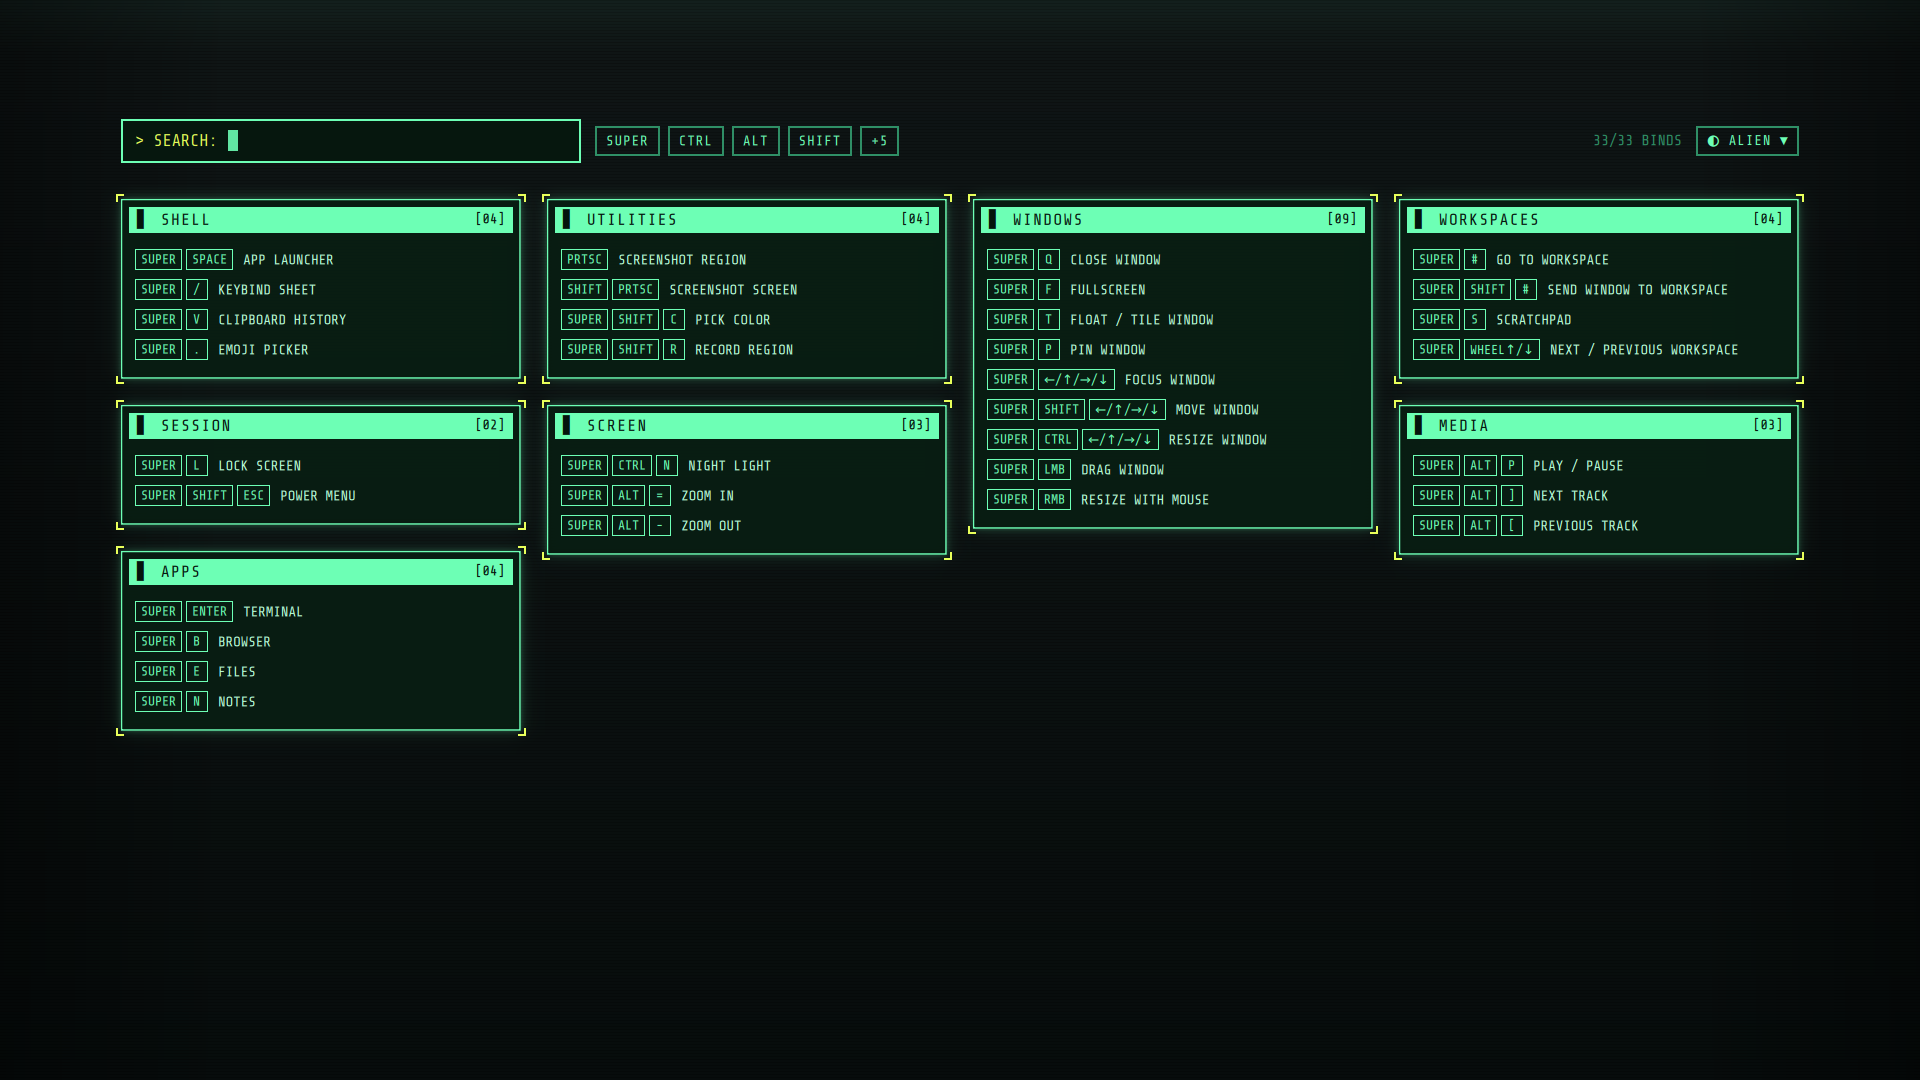 > SEARCH:
SUPER CTRL ALT SHIFT +5
33/33 BINDS
◐ ALIEN ▼
SHELL [04]
SUPER SPACE APP LAUNCHER
SUPER / KEYBIND SHEET
SUPER V CLIPBOARD HISTORY
SUPER . EMOJI PICKER
SESSION [02]
SUPER L LOCK SCREEN
SUPER SHIFT ESC POWER MENU
APPS [04]
SUPER ENTER TERMINAL
SUPER B BROWSER
SUPER E FILES
SUPER N NOTES
UTILITIES [04]
PRTSC SCREENSHOT REGION
SHIFT PRTSC SCREENSHOT SCREEN
SUPER SHIFT C PICK COLOR
SUPER SHIFT R RECORD REGION
SCREEN [03]
SUPER CTRL N NIGHT LIGHT
SUPER ALT = ZOOM IN
SUPER ALT - ZOOM OUT
WINDOWS [09]
SUPER Q CLOSE WINDOW
SUPER F FULLSCREEN
SUPER T FLOAT / TILE WINDOW
SUPER P PIN WINDOW
SUPER ←/↑/→/↓ FOCUS WINDOW
SUPER SHIFT ←/↑/→/↓ MOVE WINDOW
SUPER CTRL ←/↑/→/↓ RESIZE WINDOW
SUPER LMB DRAG WINDOW
SUPER RMB RESIZE WITH MOUSE
WORKSPACES [04]
SUPER # GO TO WORKSPACE
SUPER SHIFT # SEND WINDOW TO WORKSPACE
SUPER S SCRATCHPAD
SUPER WHEEL↑/↓ NEXT / PREVIOUS WORKSPACE
MEDIA [03]
SUPER ALT P PLAY / PAUSE
SUPER ALT ] NEXT TRACK
SUPER ALT [ PREVIOUS TRACK